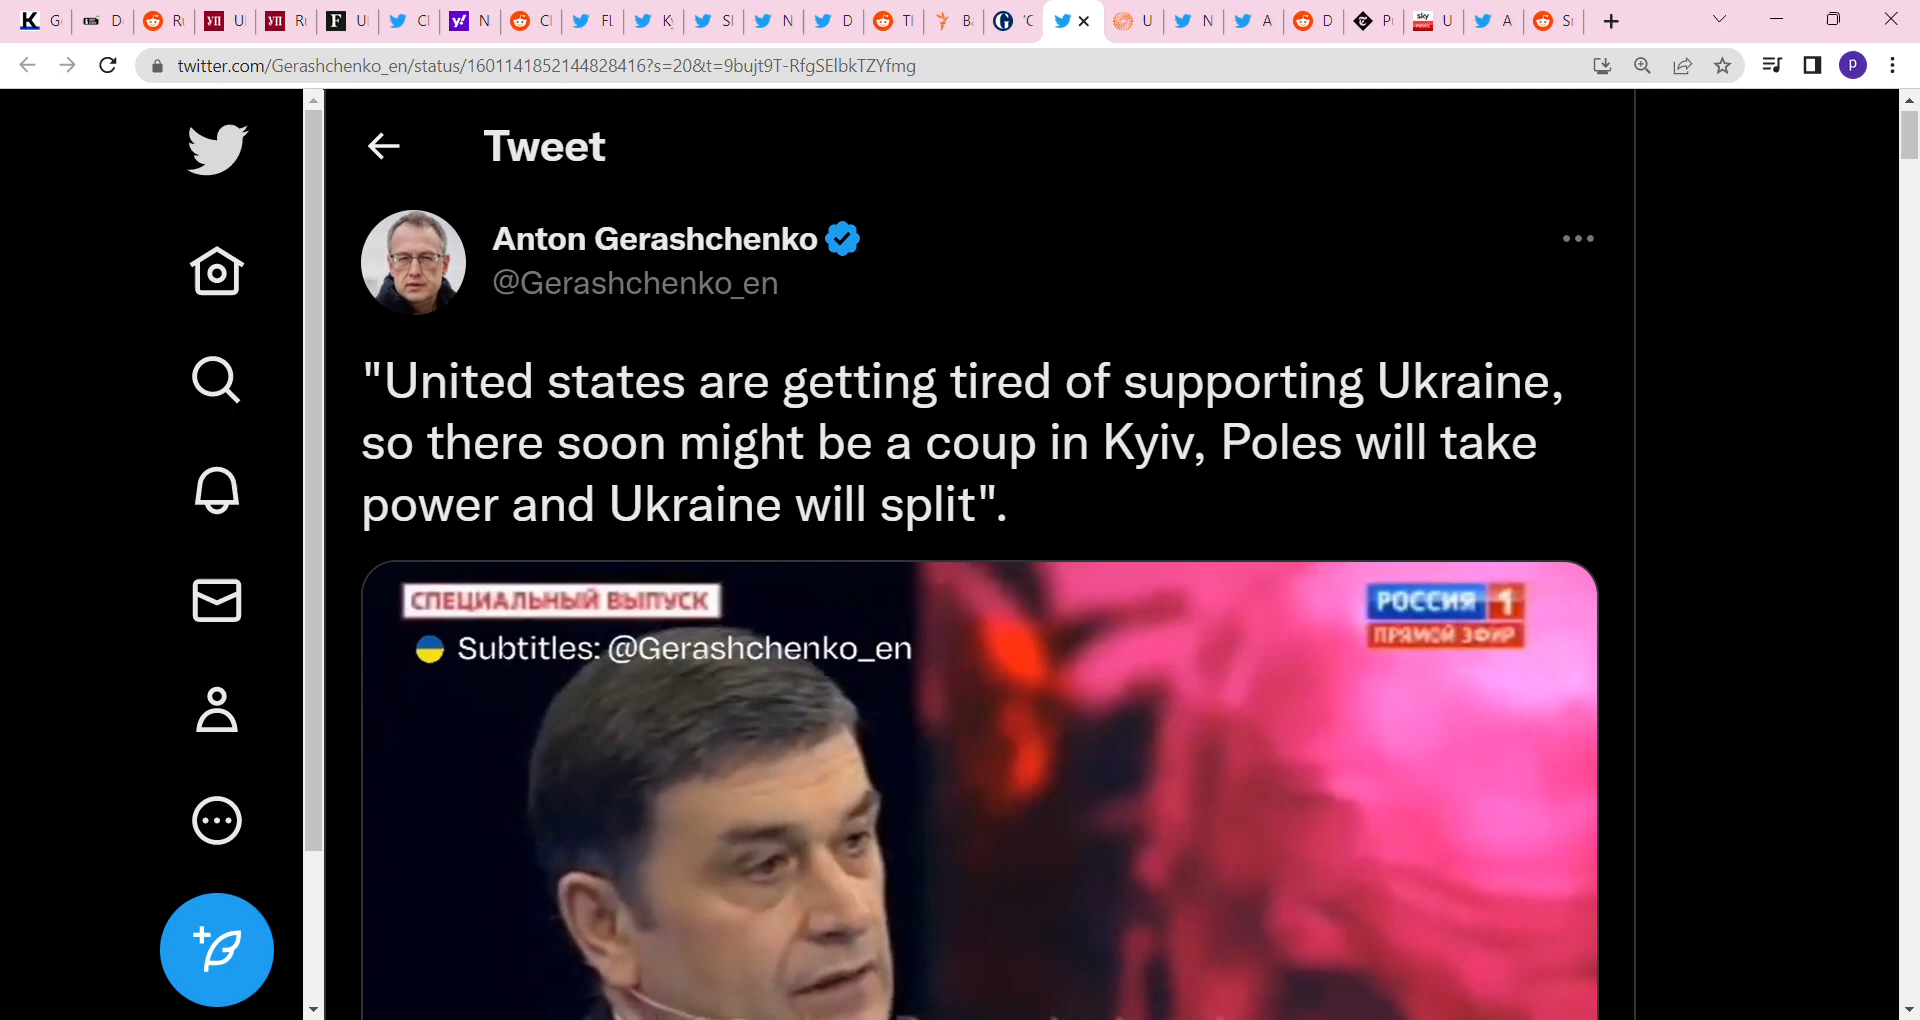 twitter.com/Gerashchenko_en/status/1601141852144828416?s=20&t=9bujt9T-RfgSElbkTZYfmg
Tweet
Anton Gerashchenko
@Gerashchenko_en
"United states are getting tired of supporting Ukraine,
so there soon might be a coup in Kyiv, Poles will take
power and Ukraine will split".
СПЕЦИАЛЬНЫЙ ВЫПУСК
РОССИЯ 1
ПРЯМОЙ ЭФИР
Subtitles: @Gerashchenko_en